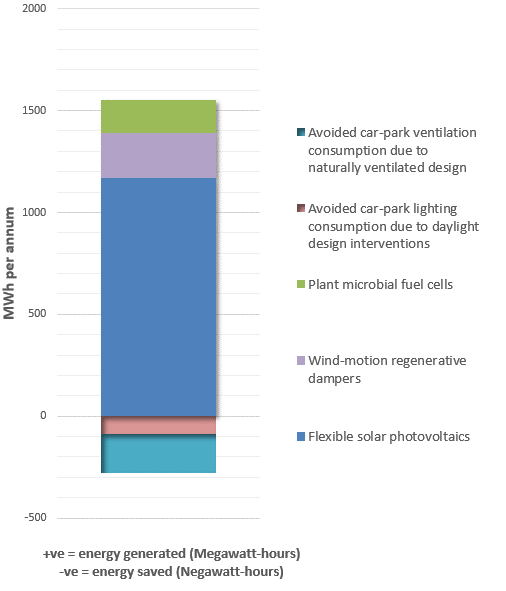 2000
1500
1000
500
0
-500
MWh per annum
Avoided car-park ventilation
consumption due to
naturally ventilated design
Avoided car-park lighting
consumption due to daylight
design interventions
Plant microbial fuel cells
Wind-motion regenerative
dampers
Flexible solar photovoltaics
+ve = energy generated (Megawatt-hours)
-ve = energy saved (Negawatt-hours)